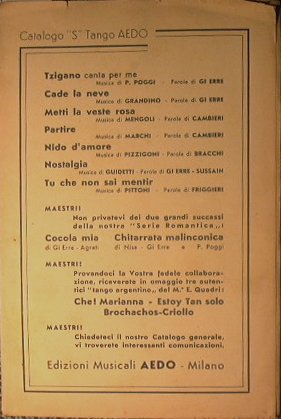 Catalogo "S" Tango AEDO
Tzigano canta per me
Musica di P. POGGI - Parole di GI ERRE
Cade la neve
Musica di GRANDINO - Parole di GI ERRE
Metti la veste rosa
Musica di MENGOLI - Parole di CAMBIERI
Partire
Musica di MARCHI - Parole di CAMBIERI
Nido d'amore
Musica di PIZZIGONI - Parole di BRACCHI
Nostalgia
Musica di GUIDETTI - Parole di GI ERRE - SUSSAIN
Tu che non sai mentir
Musica di PITTONI - Parole di FRIGGIERI
MAESTRI!
Non privatevi dei due grandi successi
della nostra "Serie Romantica,,!
Cocola mia Chitarrata malinconica
di Gi Erre - Agrati di Nisa - Gi Erre e P. Poggi
MAESTRI!
Provandoci la Vostra fedele collabora-
zione, riceverete in omaggio tre auten-
tici "tango argentino,, del M.° E. Quadri:
Che! Marianna - Estoy Tan solo
Brochachos-Criollo
MAESTRI!
Chiedeteci il nostro Catalogo generale,
vi troverete interessanti comunicazioni.
Edizioni Musicali AEDO - Milano